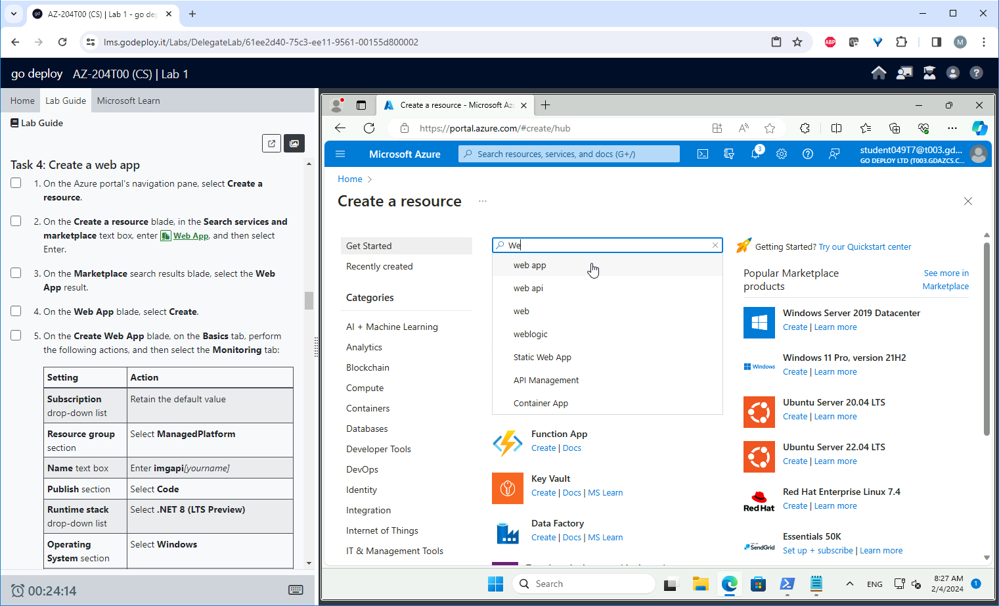 AZ-204T00 (CS) | Lab 1 - go de
lms.godeploy.it/Labs/DelegateLab/61ee2d40-75c3-ee11-9561-00155d800002
ABP
M
go deploy AZ-204T00 (CS) | Lab 1
Home Lab Guide Microsoft Learn
Lab Guide
Task 4: Create a web app
1. On the Azure portal's navigation pane, select Create a
resource.
2. On the Create a resource blade, in the Search services and
marketplace text box, enter Web App, and then select
Enter.
3. On the Marketplace search results blade, select the Web
App result.
4. On the Web App blade, select Create.
5. On the Create Web App blade, on the Basics tab, perform
the following actions, and then select the Monitoring tab:
Setting Action
Subscription
drop-down list
Retain the default value
Resource group
section
Select ManagedPlatform
Name text box Enter imgapi[yourname]
Publish section Select Code
Runtime stack
drop-down list
Select .NET 8 (LTS Preview)
Operating
System section
Select Windows
00:24:14
Create a resource - Microsoft Az
https://portal.azure.com/#create/hub
Microsoft Azure
Search resources, services, and docs (G+/)
3
student049T7@t003.gd...
GO DEPLOY LTD (T003.GDAZCS.C...
Home >
Create a resource ...
Get Started
Recently created
Categories
AI + Machine Learning
Analytics
Blockchain
Compute
Containers
Databases
Developer Tools
DevOps
Identity
Integration
Internet of Things
IT & Management Tools
We
web app
web api
web
weblogic
Static Web App
API Management
Container App
Function App
Create | Docs
Key Vault
Create | Docs | MS Learn
Data Factory
Create | Docs | MS Learn
Getting Started? Try our Quickstart center
Popular Marketplace
products
See more in
Marketplace
Windows Server 2019 Datacenter
Create | Learn more
Windows
Windows 11 Pro, version 21H2
Create | Learn more
Ubuntu Server 20.04 LTS
Create | Learn more
Ubuntu Server 22.04 LTS
Create | Learn more
Red Hat
Red Hat Enterprise Linux 7.4
Create | Learn more
SendGrid
Essentials 50K
Set up + subscribe | Learn more
Search
ENG
8:27 AM
2/4/2024
1